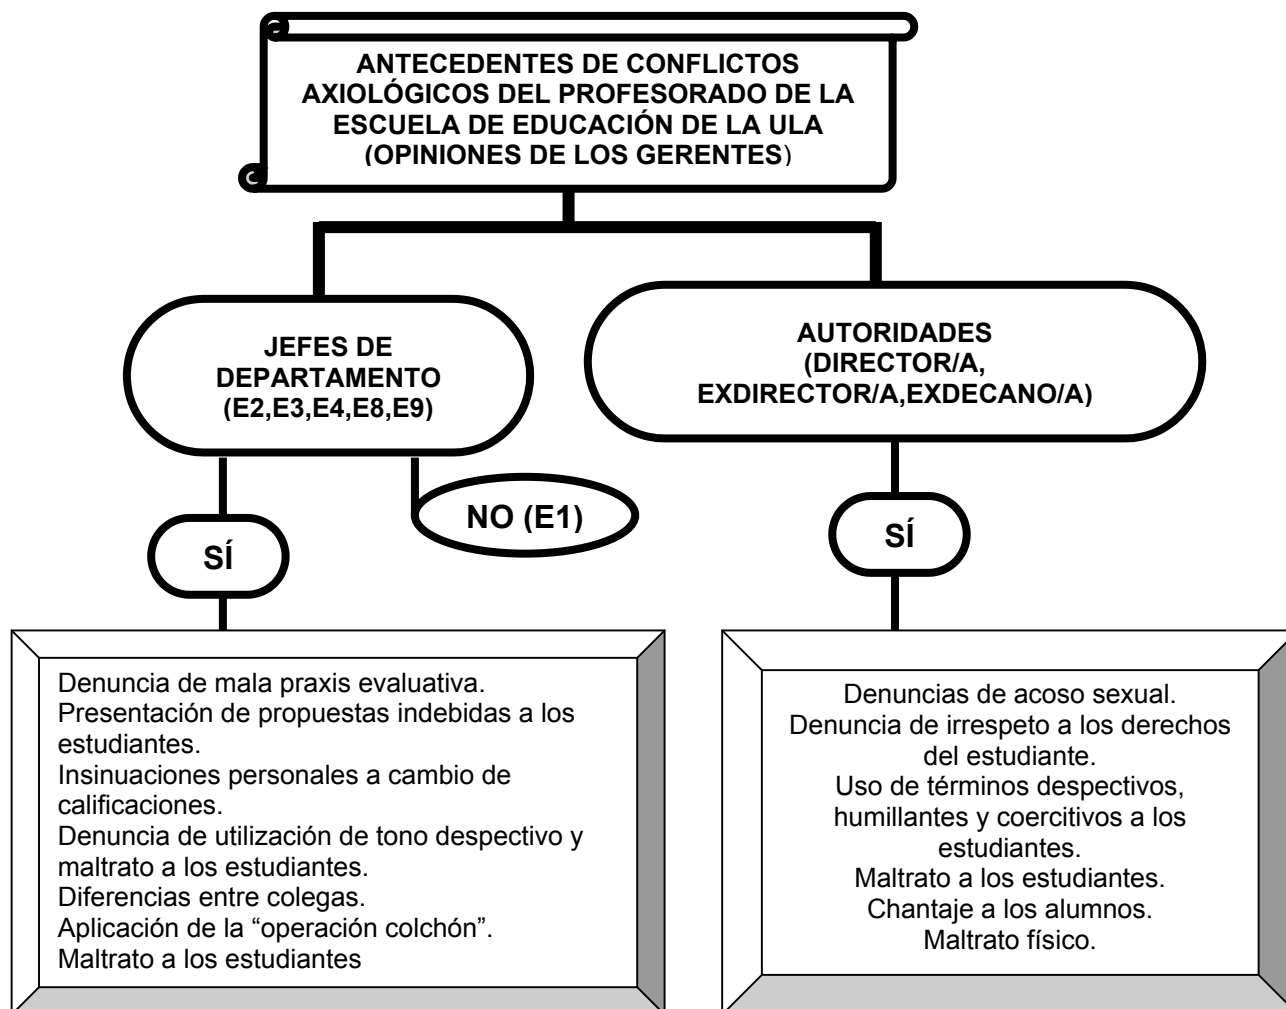 ANTECEDENTES DE CONFLICTOS
AXIOLÓGICOS DEL PROFESORADO DE LA
ESCUELA DE EDUCACIÓN DE LA ULA
(OPINIONES DE LOS GERENTES)
JEFES DE
DEPARTAMENTO
(E2,E3,E4,E8,E9)
AUTORIDADES
(DIRECTOR/A,
EXDIRECTOR/A,EXDECANO/A)
NO (E1)
SÍ
SÍ
Denuncia de mala praxis evaluativa.
Presentación de propuestas indebidas a los
estudiantes.
Insinuaciones personales a cambio de
calificaciones.
Denuncia de utilización de tono despectivo y
maltrato a los estudiantes.
Diferencias entre colegas.
Aplicación de la “operación colchón”.
Maltrato a los estudiantes
Denuncias de acoso sexual.
Denuncia de irrespeto a los derechos
del estudiante.
Uso de términos despectivos,
humillantes y coercitivos a los
estudiantes.
Maltrato a los estudiantes.
Chantaje a los alumnos.
Maltrato físico.